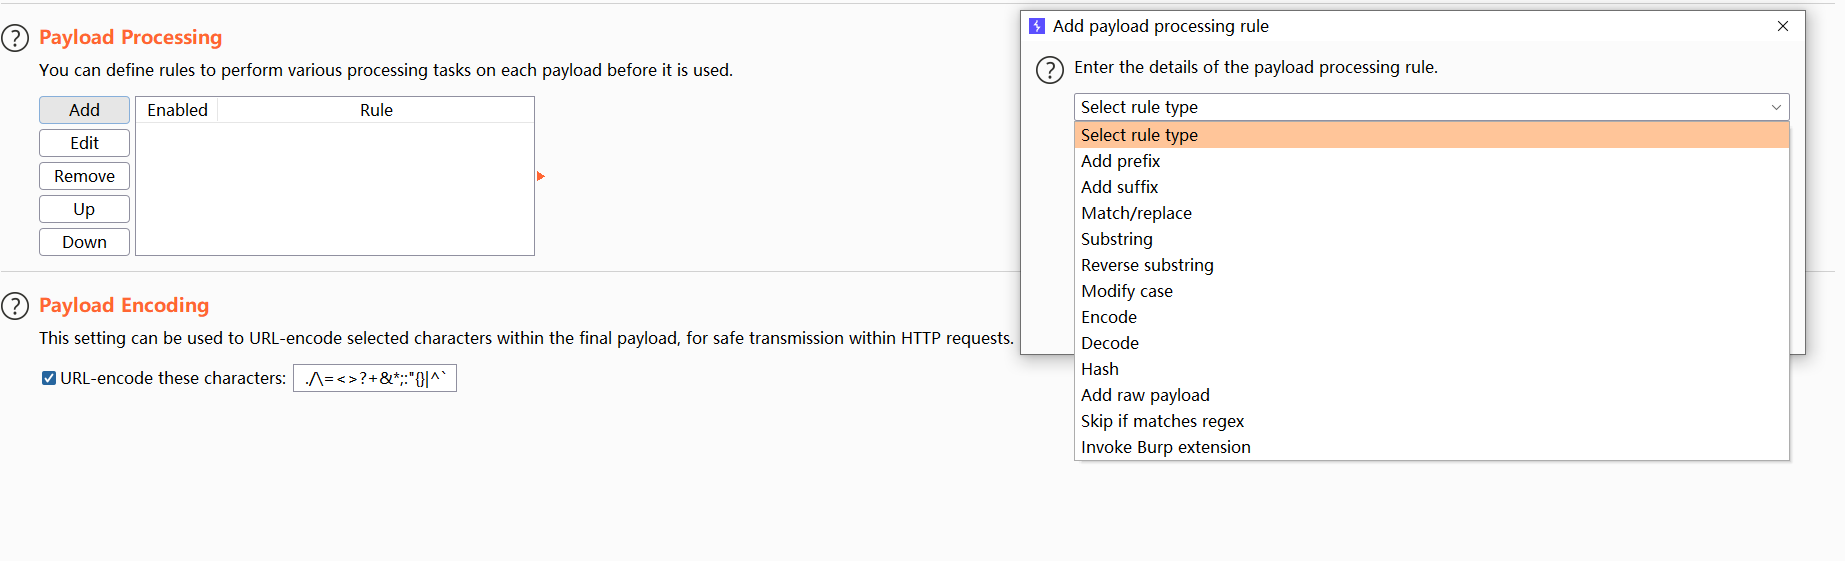 Payload Processing
You can define rules to perform various processing tasks on each payload before it is used.
Add
Enabled
Rule
Edit
Remove
Up
Down
Payload Encoding
This setting can be used to URL-encode selected characters within the final payload, for safe transmission within HTTP requests.
URL-encode these characters: ./\=<>?+&*;:"{}|^`
Add payload processing rule
Enter the details of the payload processing rule.
Select rule type
Select rule type
Add prefix
Add suffix
Match/replace
Substring
Reverse substring
Modify case
Encode
Decode
Hash
Add raw payload
Skip if matches regex
Invoke Burp extension